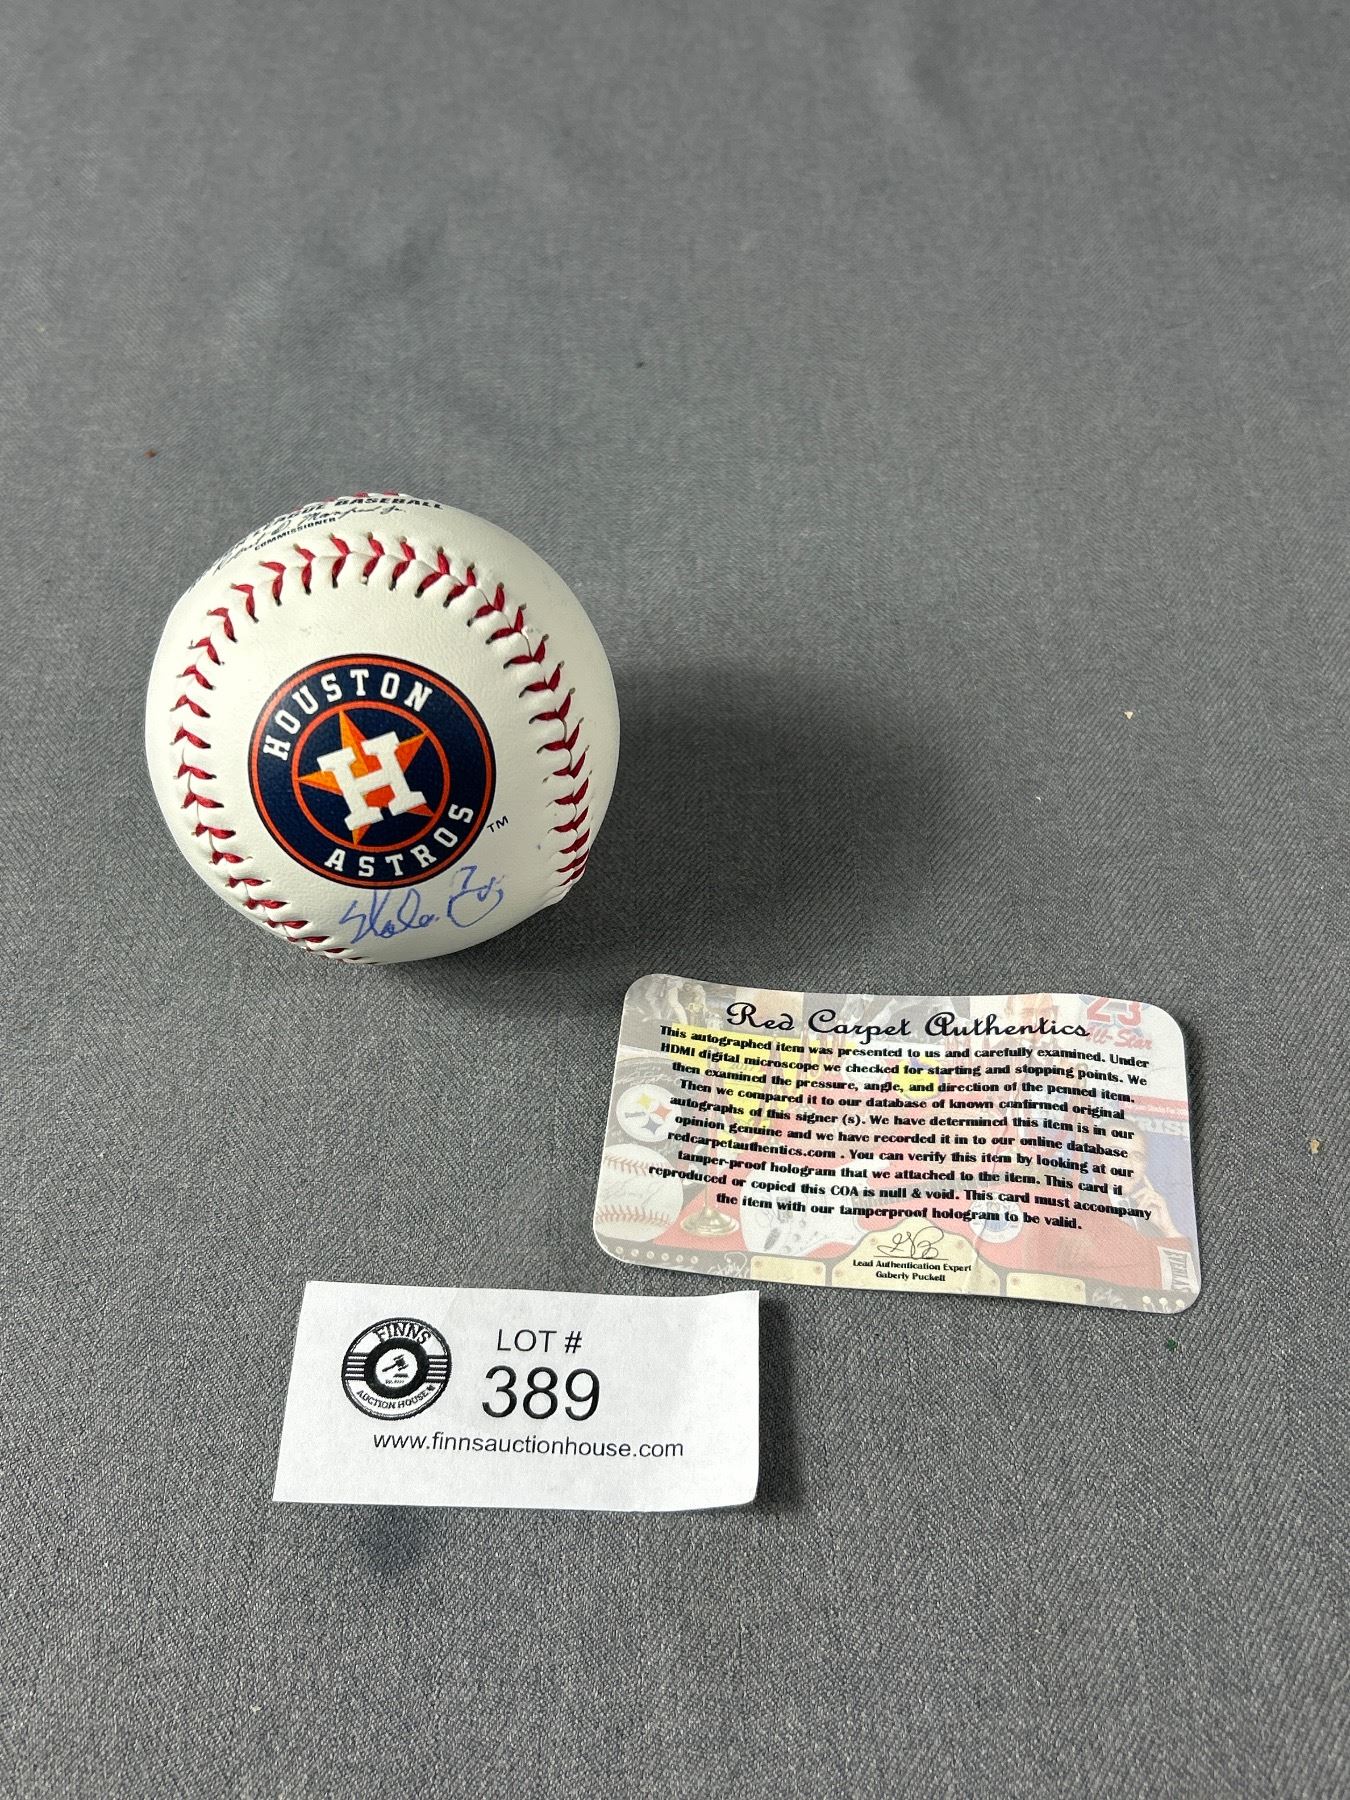 LEAGUE BASEBALL
COMMISSIONER
HOUSTON
H
ASTROS
TM
Red Carpet Authentics
This autographed item was presented to us and carefully examined. Under
HDMI digital microscope we checked for starting and stopping points. We
then examined the pressure, angle, and direction of the penned item.
Then we compared it to our database of known confirmed original
autographs of this signer (s). We have determined this item is in our
opinion genuine and we have recorded it in to our online database
redcarpetauthentics.com . You can verify this item by looking at our
tamper-proof hologram that we attached to the item. This card if
reproduced or copied this COA is null & void. This card must accompany
the item with our tamperproof hologram to be valid.
Lead Authentication Expert
Gaberly Puckett
23
All-Star
FINNS
AUCTION HOUSE
LOT #
389
www.finnsauctionhouse.com